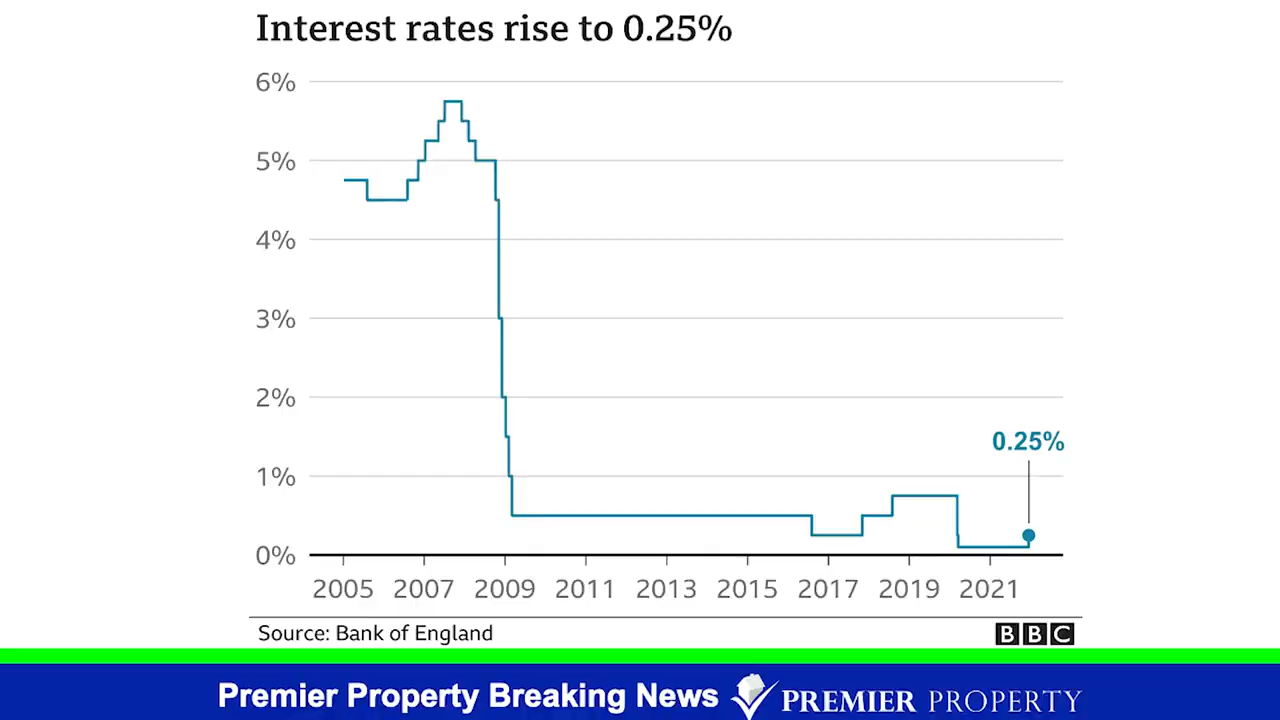 Interest rates rise to 0.25%
6%
5%
4%
3%
2%
0.25%
1%
0%
2005 2007 2009 2011 2013 2015 2017 2019 2021
Source: Bank of England
BBC
Premier Property Breaking News
PREMIER PROPERTY